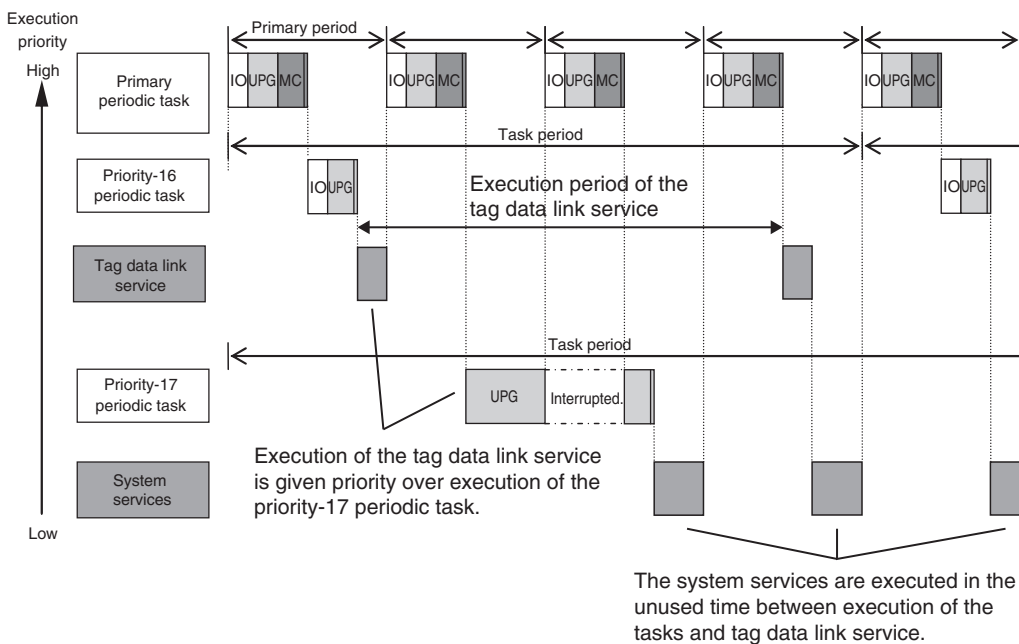 Execution
priority
High
Low
Primary period
Primary
periodic task
IO UPG MC
IO UPG MC
IO UPG MC
IO UPG MC
IO UPG MC
Task period
Priority-16
periodic task
IO UPG
IO UPG
Execution period of the
tag data link service
Tag data link
service
Task period
Priority-17
periodic task
UPG
Interrupted.
Execution of the tag data link service
is given priority over execution of the
priority-17 periodic task.
System
services
The system services are executed in the
unused time between execution of the
tasks and tag data link service.